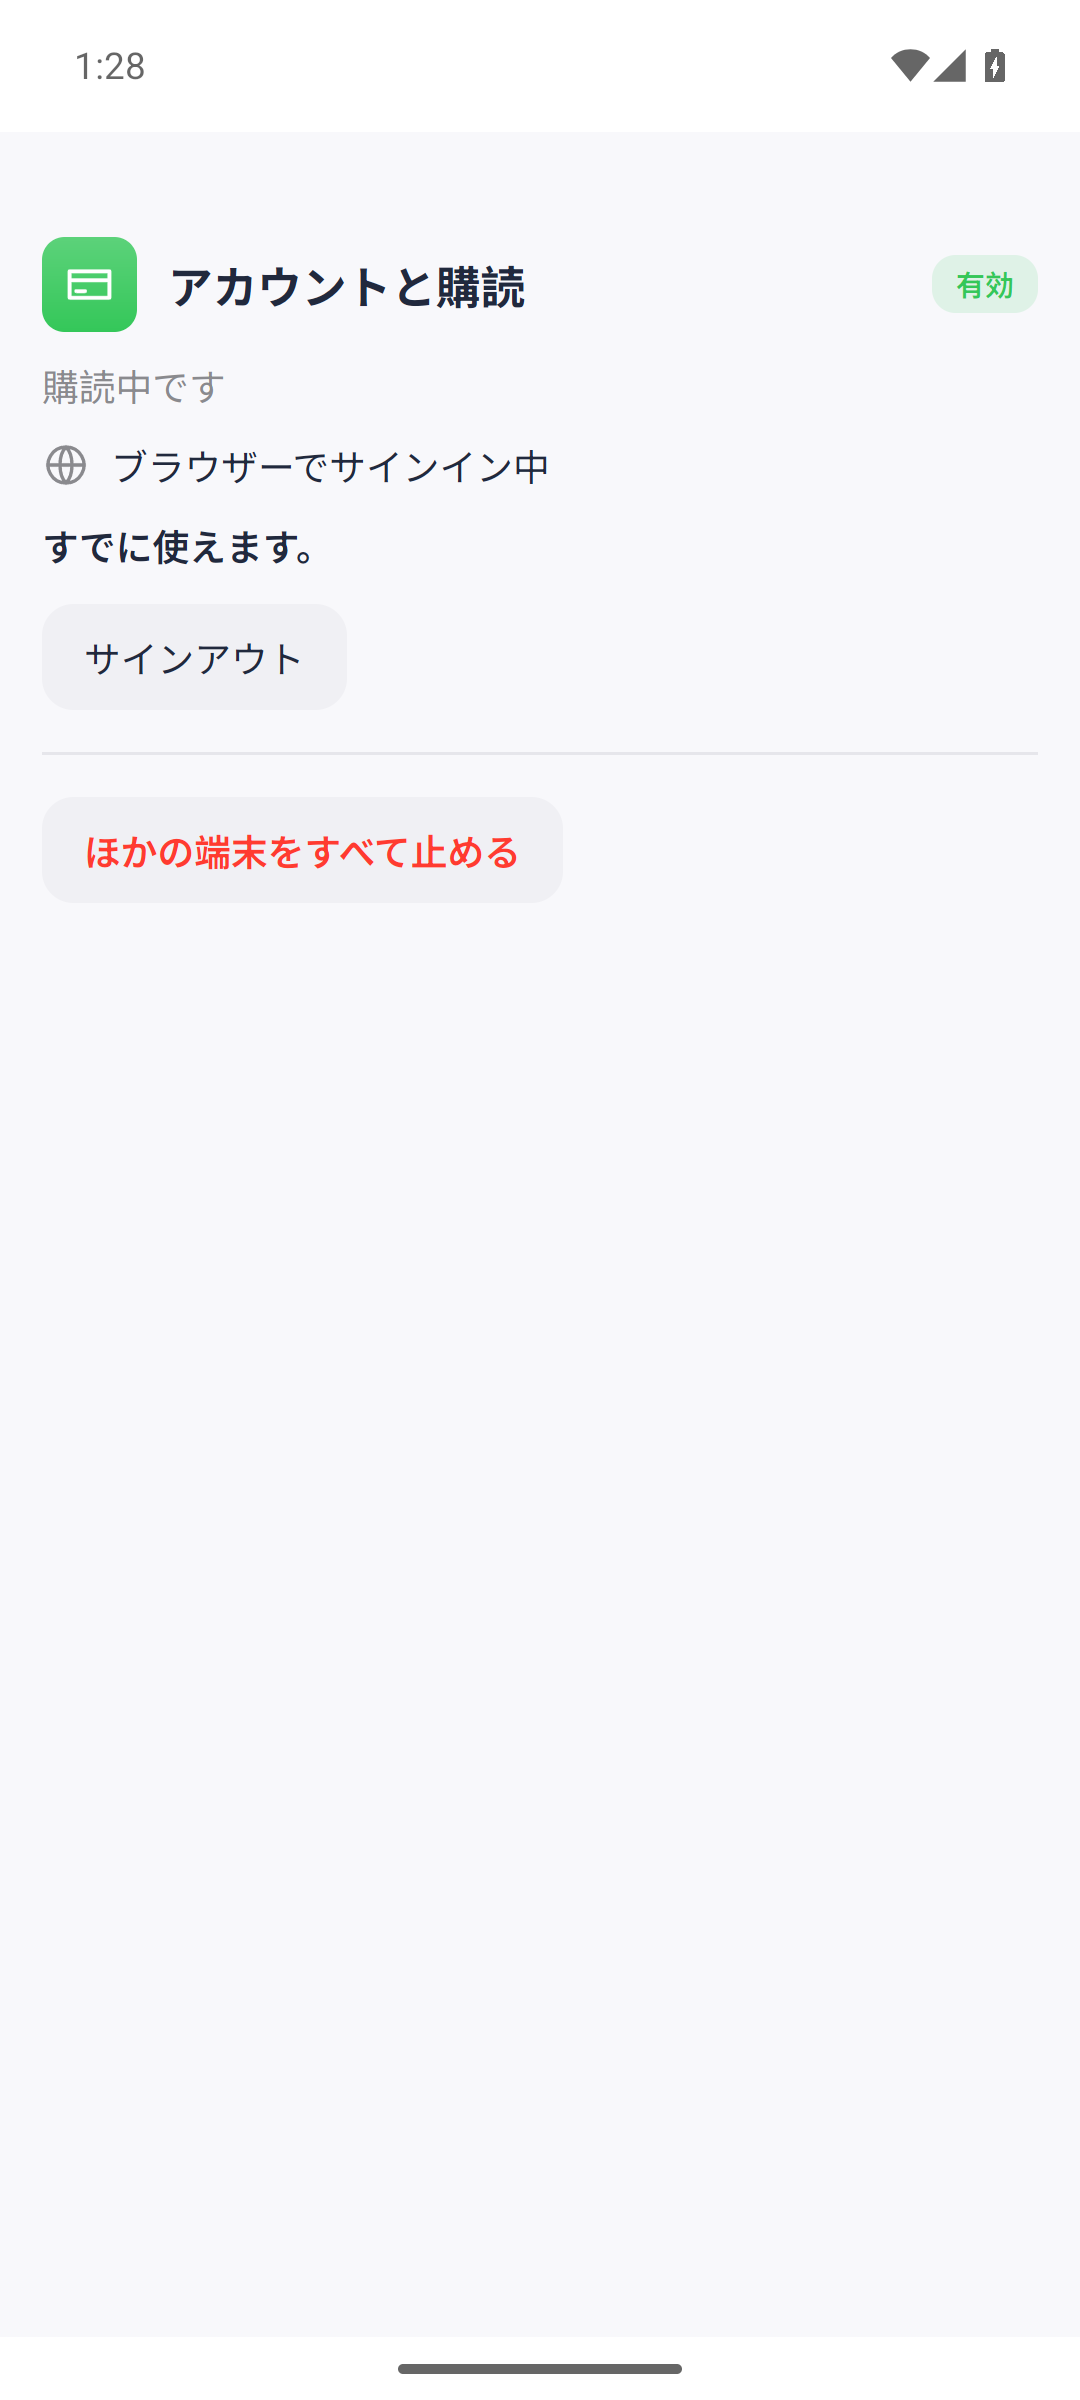 1:28
アカウントと購読
有効
購読中です
ブラウザーでサインイン中
すでに使えます。
サインアウト
ほかの端末をすべて止める